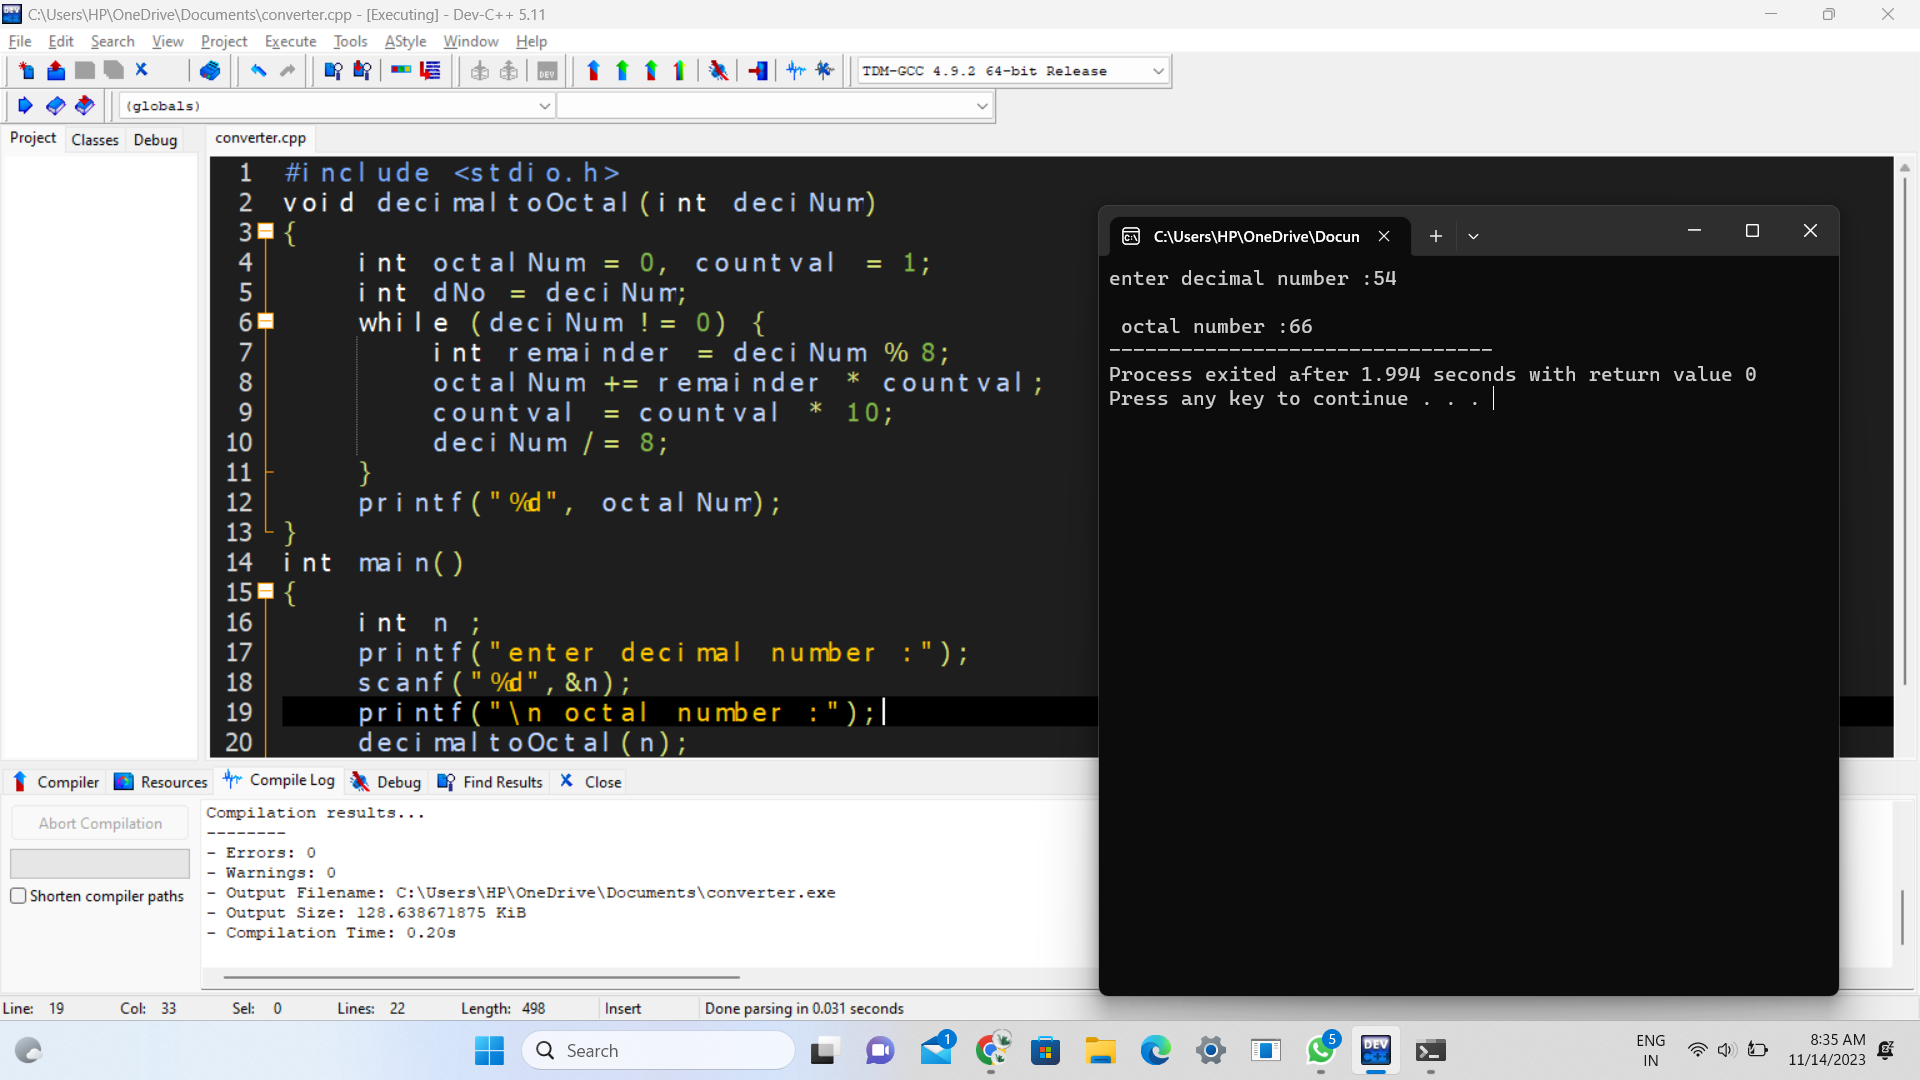 C:\Users\HP\OneDrive\Documents\converter.cpp - [Executing] - Dev-C++ 5.11
File Edit Search View Project Execute Tools AStyle Window Help
TDM-GCC 4.9.2 64-bit Release
(globals)
Project Classes Debug
converter.cpp
1 #include <stdio.h>
2 void decimaltoOctal(int deciNum)
3 {
4 int octalNum = 0, countval = 1;
5 int dNo = deciNum;
6 while (deciNum != 0) {
7 int remainder = deciNum % 8;
8 octalNum += remainder * countval;
9 countval = countval * 10;
10 deciNum /= 8;
11 }
12 printf("%d", octalNum);
13 }
14 int main()
15 {
16 int n ;
17 printf("enter decimal number :");
18 scanf("%d",&n);
19 printf("\n octal number :");
20 decimaltoOctal(n);
C:\Users\HP\OneDrive\Docun
enter decimal number :54
octal number :66
--------------------------------
Process exited after 1.994 seconds with return value 0
Press any key to continue . . .
Compiler Resources Compile Log Debug Find Results Close
Abort Compilation
Shorten compiler paths
Compilation results...
--------
- Errors: 0
- Warnings: 0
- Output Filename: C:\Users\HP\OneDrive\Documents\converter.exe
- Output Size: 128.638671875 KiB
- Compilation Time: 0.20s
Line: 19 Col: 33 Sel: 0 Lines: 22 Length: 498 Insert Done parsing in 0.031 seconds
Search
1
5
DEV
C++
ENG
IN
8:35 AM
11/14/2023